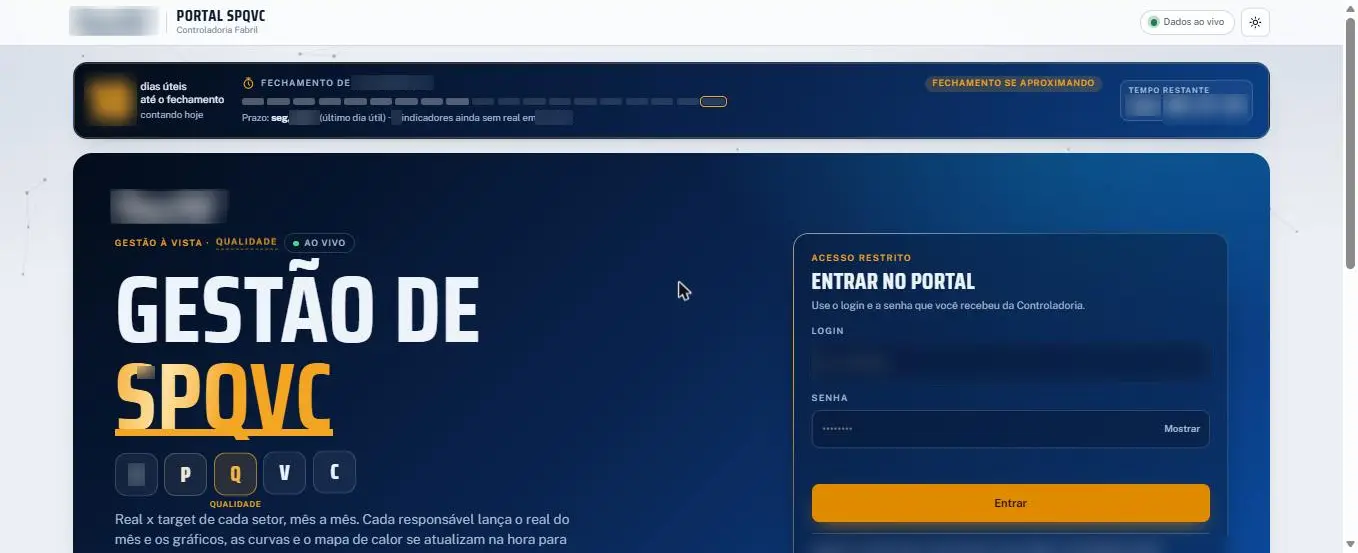 PORTAL SPQVC
Controladoria Fabril
Dados ao vivo
dias úteis
até o fechamento
contando hoje
FECHAMENTO DE
Prazo: seg, (último dia útil) · indicadores ainda sem real em
FECHAMENTO SE APROXIMANDO
TEMPO RESTANTE
GESTÃO À VISTA · QUALIDADE
AO VIVO
GESTÃO DE
SPQVC
P Q V C
QUALIDADE
Real x target de cada setor, mês a mês. Cada responsável lança o real do
mês e os gráficos, as curvas e o mapa de calor se atualizam na hora para
ACESSO RESTRITO
ENTRAR NO PORTAL
Use o login e a senha que você recebeu da Controladoria.
LOGIN
SENHA
••••••••
Mostrar
Entrar